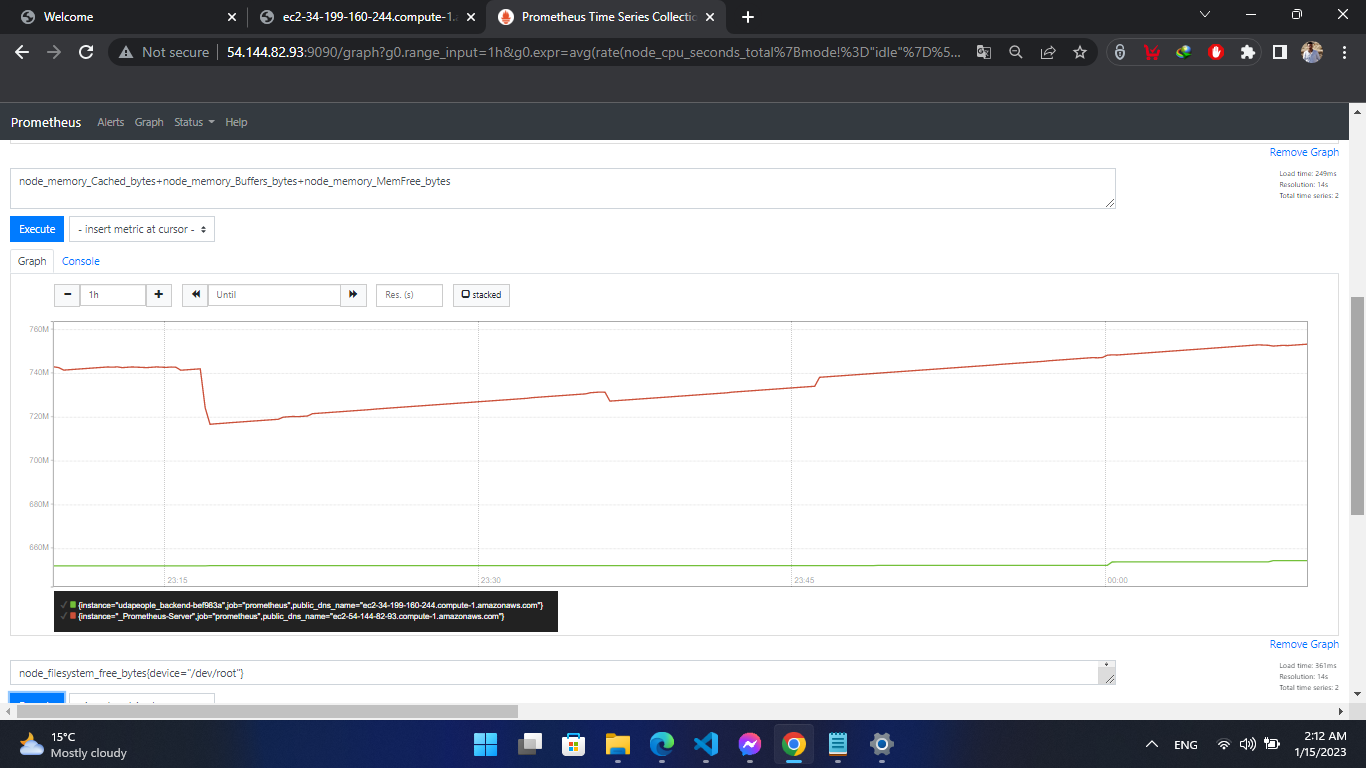 Welcome
ec2-34-199-160-244.compute-1.a
Prometheus Time Series Collectio
Not secure
54.144.82.93:9090/graph?g0.range_input=1h&g0.expr=avg(rate(node_cpu_seconds_total%7Bmode!%3D"idle"%7D%5...
Prometheus
Alerts
Graph
Status
Help
Remove Graph
node_memory_Cached_bytes+node_memory_Buffers_bytes+node_memory_MemFree_bytes
Load time: 249ms
Resolution: 14s
Total time series: 2
Execute
- insert metric at cursor -
Graph
Console
1h
Until
Res. (s)
stacked
760M
740M
720M
700M
680M
660M
23:15
23:30
23:45
00:00
{instance="udapeople_backend-bef983a",job="prometheus",public_dns_name="ec2-34-199-160-244.compute-1.amazonaws.com"}
{instance="_Prometheus-Server",job="prometheus",public_dns_name="ec2-54-144-82-93.compute-1.amazonaws.com"}
Remove Graph
node_filesystem_free_bytes{device="/dev/root"}
Load time: 361ms
Resolution: 14s
Total time series: 2
15°C
Mostly cloudy
ENG
2:12 AM
1/15/2023